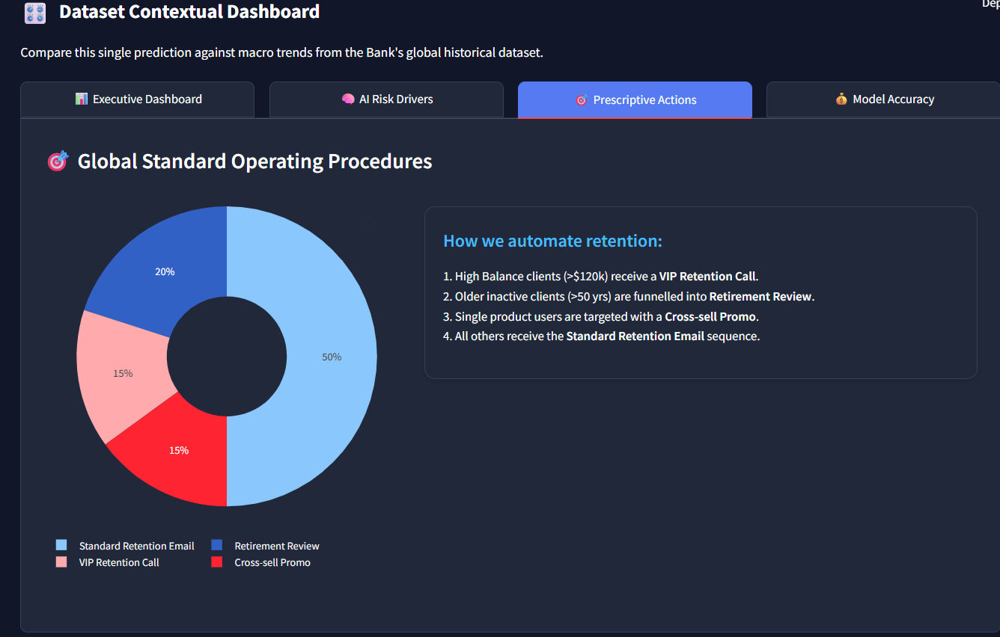 Dep
Dataset Contextual Dashboard
Compare this single prediction against macro trends from the Bank's global historical dataset.
Executive Dashboard
AI Risk Drivers
Prescriptive Actions
Model Accuracy
Global Standard Operating Procedures
20%
50%
15%
15%
Standard Retention Email
Retirement Review
VIP Retention Call
Cross-sell Promo
How we automate retention:
1. High Balance clients (>$120k) receive a VIP Retention Call.
2. Older inactive clients (>50 yrs) are funnelled into Retirement Review.
3. Single product users are targeted with a Cross-sell Promo.
4. All others receive the Standard Retention Email sequence.